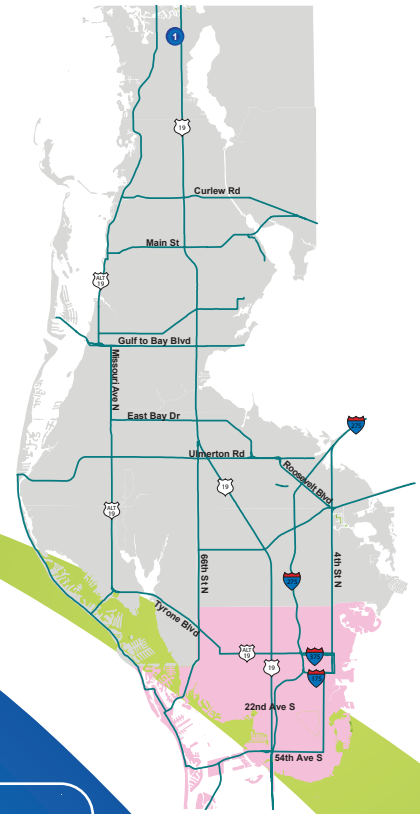 1
19
Curlew Rd
Main St
ALT
19
Gulf to Bay Blvd
Missouri Ave N
East Bay Dr
275
Ulmerton Rd
Roosevelt Blvd
19
ALT
19
66th St N
4th St N
275
Tyrone Blvd
ALT
19
375
19
175
22nd Ave S
54th Ave S